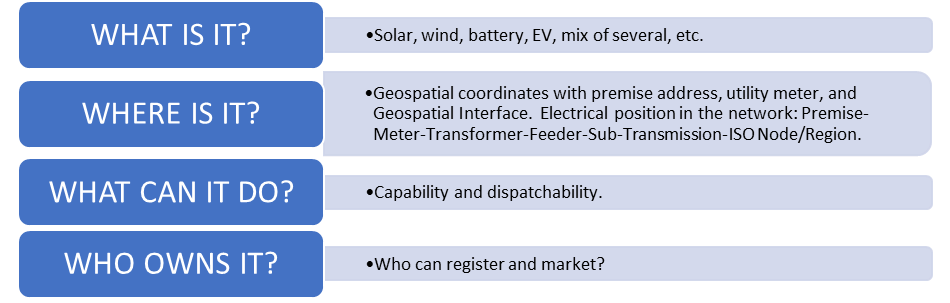 WHAT IS IT?
•Solar, wind, battery, EV, mix of several, etc.
WHERE IS IT?
•Geospatial coordinates with premise address, utility meter, and
Geospatial Interface.  Electrical position in the network: Premise-
Meter-Transformer-Feeder-Sub-Transmission-ISO Node/Region.
WHAT CAN IT DO?
•Capability and dispatchability.
WHO OWNS IT?
•Who can register and market?